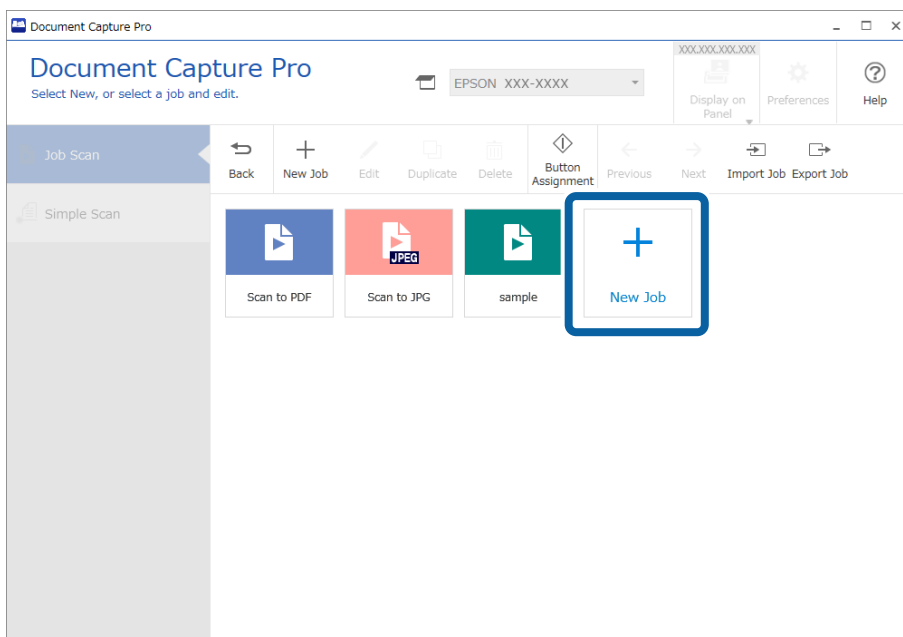 Document Capture Pro
Document Capture Pro
Select New, or select a job and edit.
EPSON XXX-XXXX
XXX.XXX.XXX.XXX
Display on
Panel
Preferences
Help
Job Scan
Simple Scan
Back
New Job
Edit
Duplicate
Delete
Button
Assignment
Previous
Next
Import Job
Export Job
JPEG
Scan to PDF
Scan to JPG
sample
New Job